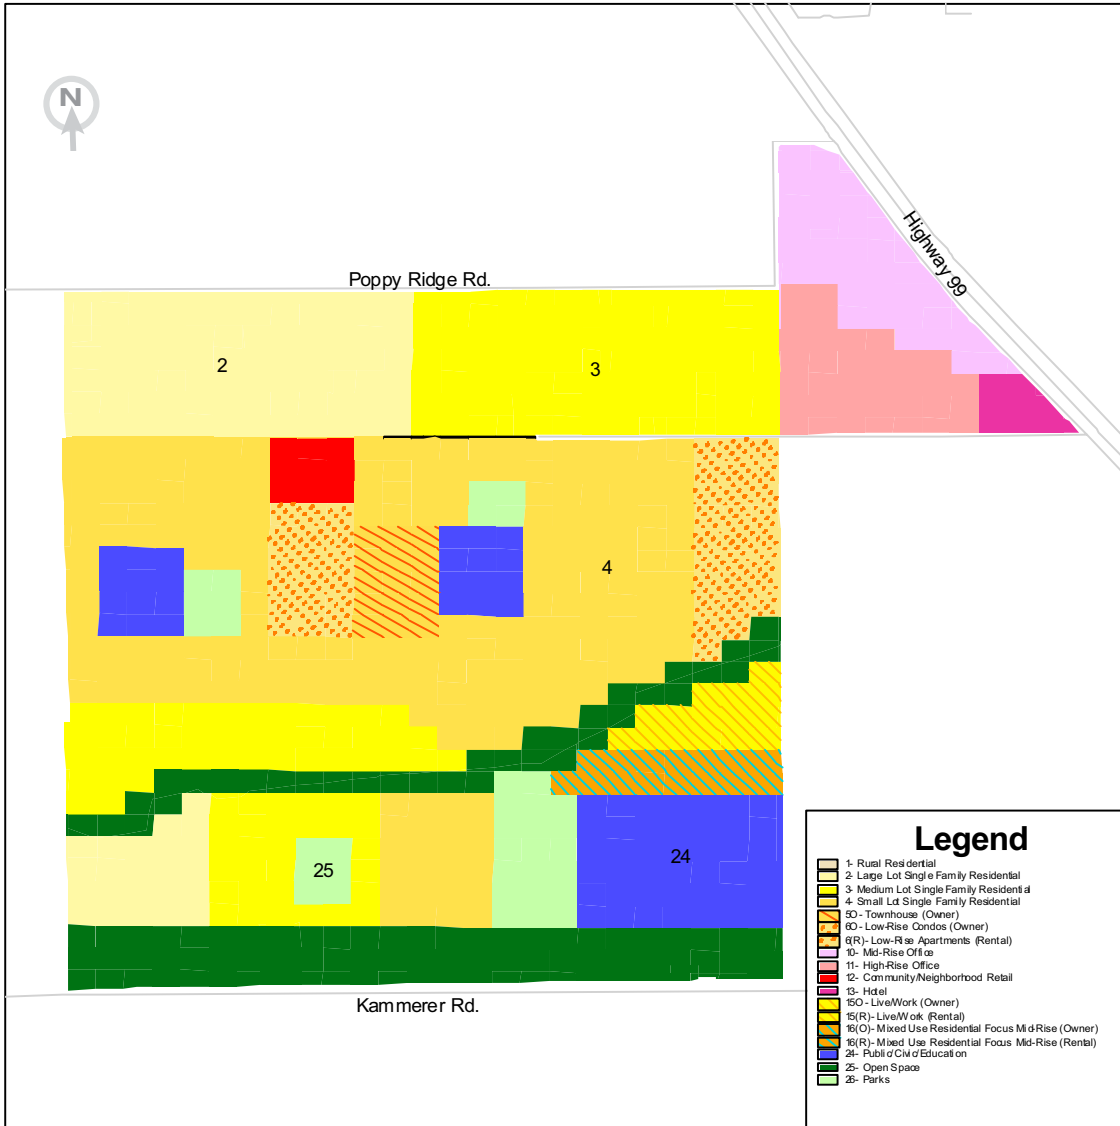 N
Highway 99
Poppy Ridge Rd.
2
3
4
25
24
Kammerer Rd.
Legend
1- Rural Residential
2- Large Lot Single Family Residential
3- Medium Lot Single Family Residential
4- Small Lot Single Family Residential
5O - Townhouse (Owner)
6O - Low-Rise Condos (Owner)
6(R)- Low-Rise Apartments (Rental)
10- Mid-Rise Office
11- High-Rise Office
12- Community/Neighborhood Retail
13- Hotel
15O - Live/Work (Owner)
15(R)- Live/Work (Rental)
16(O)- Mixed Use Residential Focus Mid-Rise (Owner)
16(R)- Mixed Use Residential Focus Mid-Rise (Rental)
24- Public/Civic/Education
25- Open Space
26- Parks